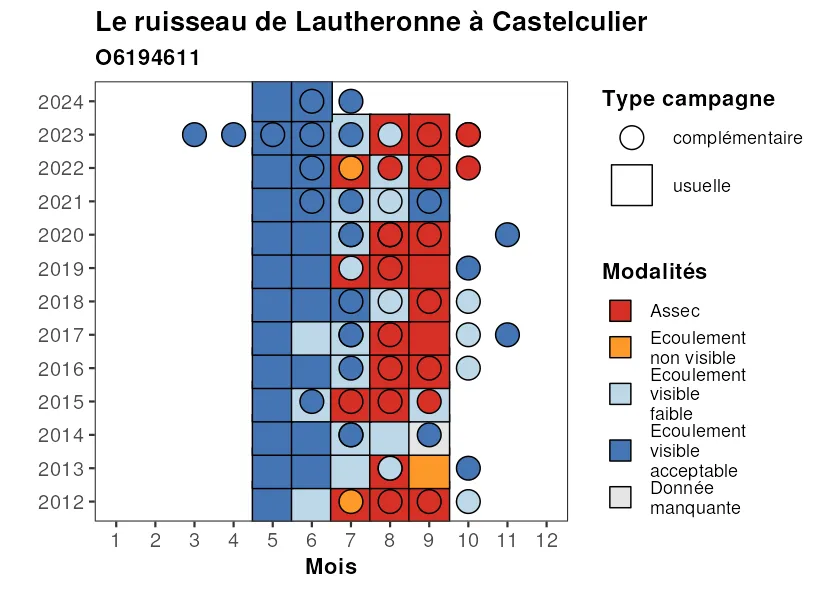 Le ruisseau de Lautheronne à Castelculier
O6194611
2024
2023
2022
2021
2020
2019
2018
2017
2016
2015
2014
2013
2012
1 2 3 4 5 6 7 8 9 10 11 12
Mois
Type campagne
complémentaire
usuelle
Modalités
Assec
Ecoulement
non visible
Ecoulement
visible
faible
Ecoulement
visible
acceptable
Donnée
manquante